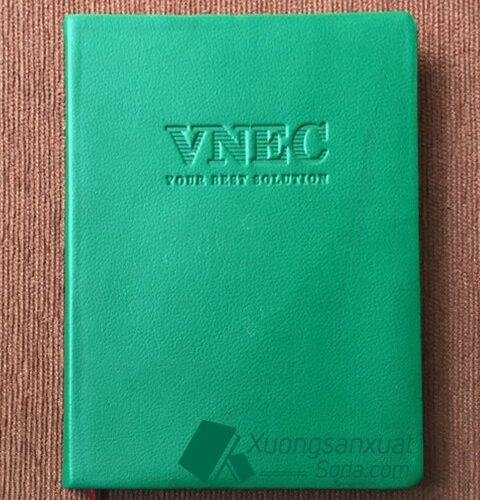 VNEC
YOUR BEST SOLUTION
Xuongsanxuat
Soda.com